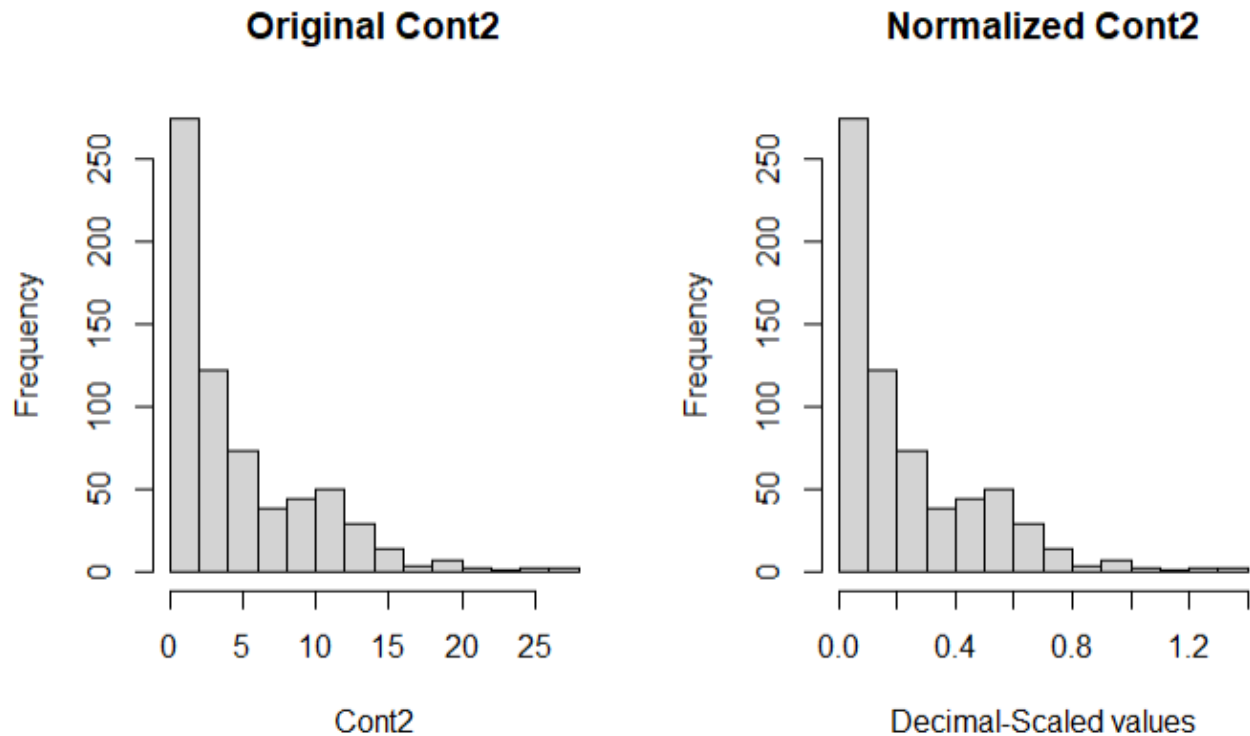 Original Cont2
Frequency
0 50 100 150 200 250
0 5 10 15 20 25
Cont2
Normalized Cont2
Frequency
0 50 100 150 200 250
0.0 0.4 0.8 1.2
Decimal-Scaled values